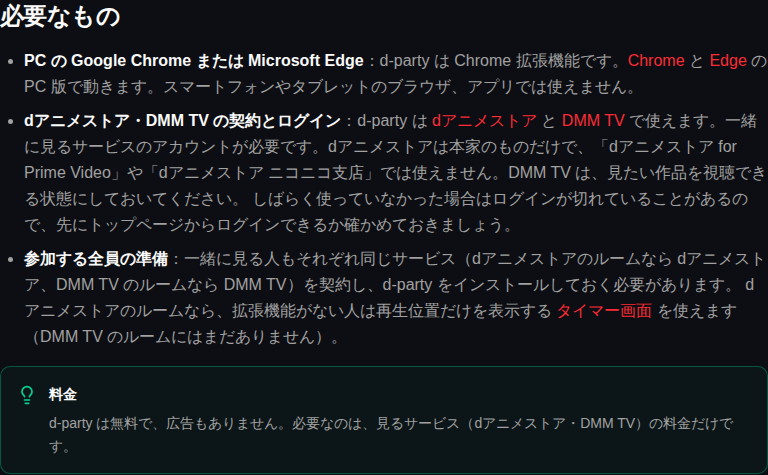 必要なもの
PC の Google Chrome または Microsoft Edge：d-party は Chrome 拡張機能です。Chrome と Edge の
PC 版で動きます。スマートフォンやタブレットのブラウザ、アプリでは使えません。
dアニメストア・DMM TV の契約とログイン：d-party は dアニメストア と DMM TV で使えます。一緒
に見るサービスのアカウントが必要です。dアニメストアは本家のものだけで、「dアニメストア for
Prime Video」や「dアニメストア ニコニコ支店」では使えません。DMM TV は、見たい作品を視聴でき
る状態にしておいてください。 しばらく使っていなかった場合はログインが切れていることがあるの
で、先にトップページからログインできるか確かめておきましょう。
参加する全員の準備：一緒に見る人もそれぞれ同じサービス（dアニメストアのルームなら dアニメスト
ア、DMM TV のルームなら DMM TV）を契約し、d-party をインストールしておく必要があります。 d
アニメストアのルームなら、拡張機能がない人は再生位置だけを表示する タイマー画面 を使えます
（DMM TV のルームにはまだありません）。
料金
d-party は無料で、広告もありません。必要なのは、見るサービス（dアニメストア・DMM TV）の料金だけで
す。